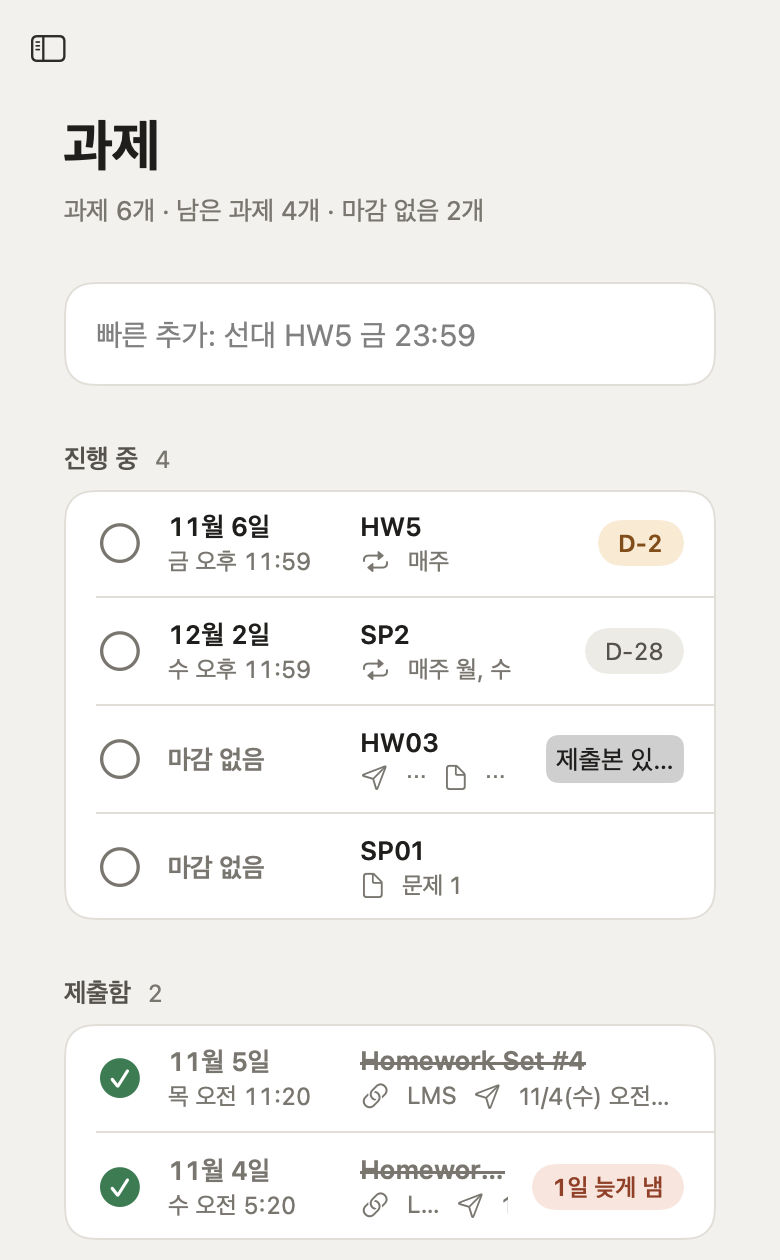 과제
과제 6개 · 남은 과제 4개 · 마감 없음 2개
빠른 추가: 선대 HW5 금 23:59
진행 중 4
11월 6일 HW5
금 오후 11:59 매주
D-2
12월 2일 SP2
수 오후 11:59 매주 월, 수
D-28
마감 없음
HW03
... ...
제출본 있...
마감 없음
SP01
문제 1
제출함 2
11월 5일 Homework Set #4
목 오전 11:20 LMS 11/4(수) 오전...
11월 4일 Homewor...
수 오전 5:20 L...
1일 늦게 냄